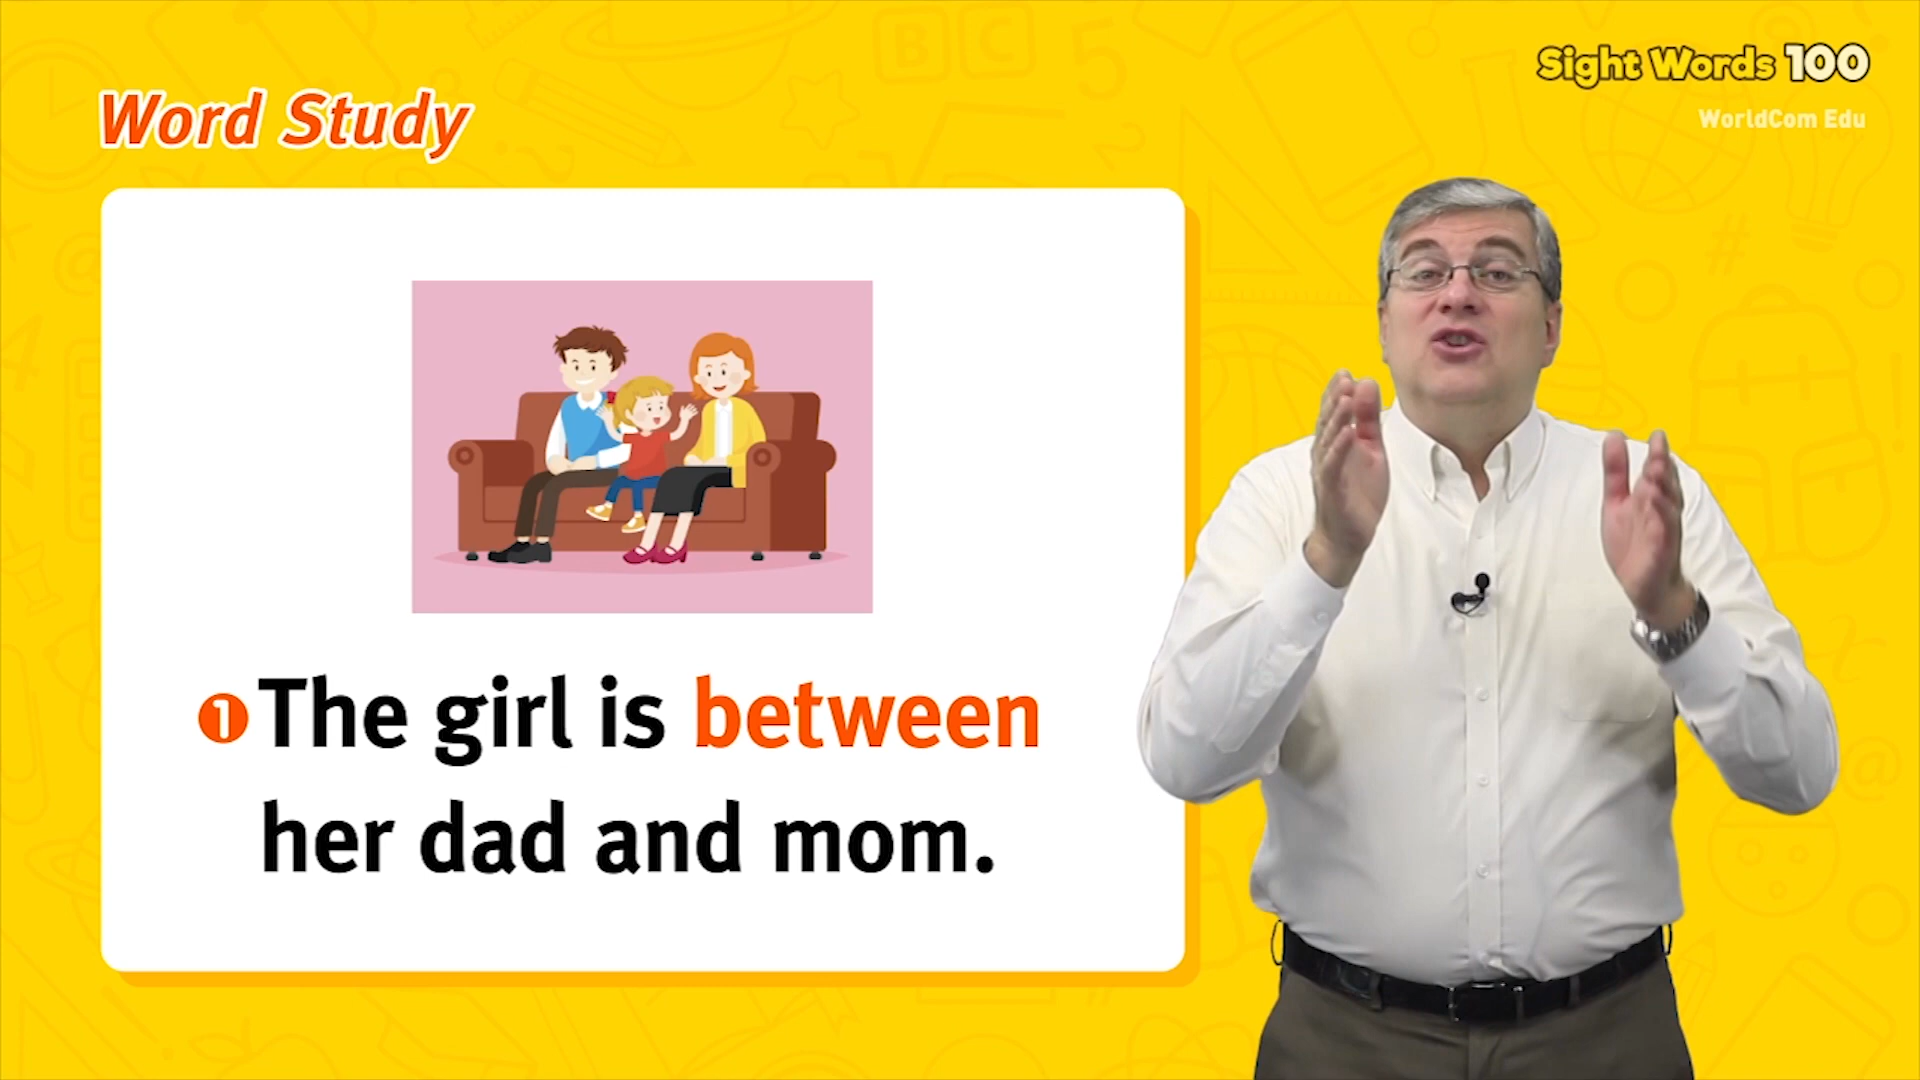 Sight Words 100
WorldCom Edu
Word Study
1 The girl is between
her dad and mom.